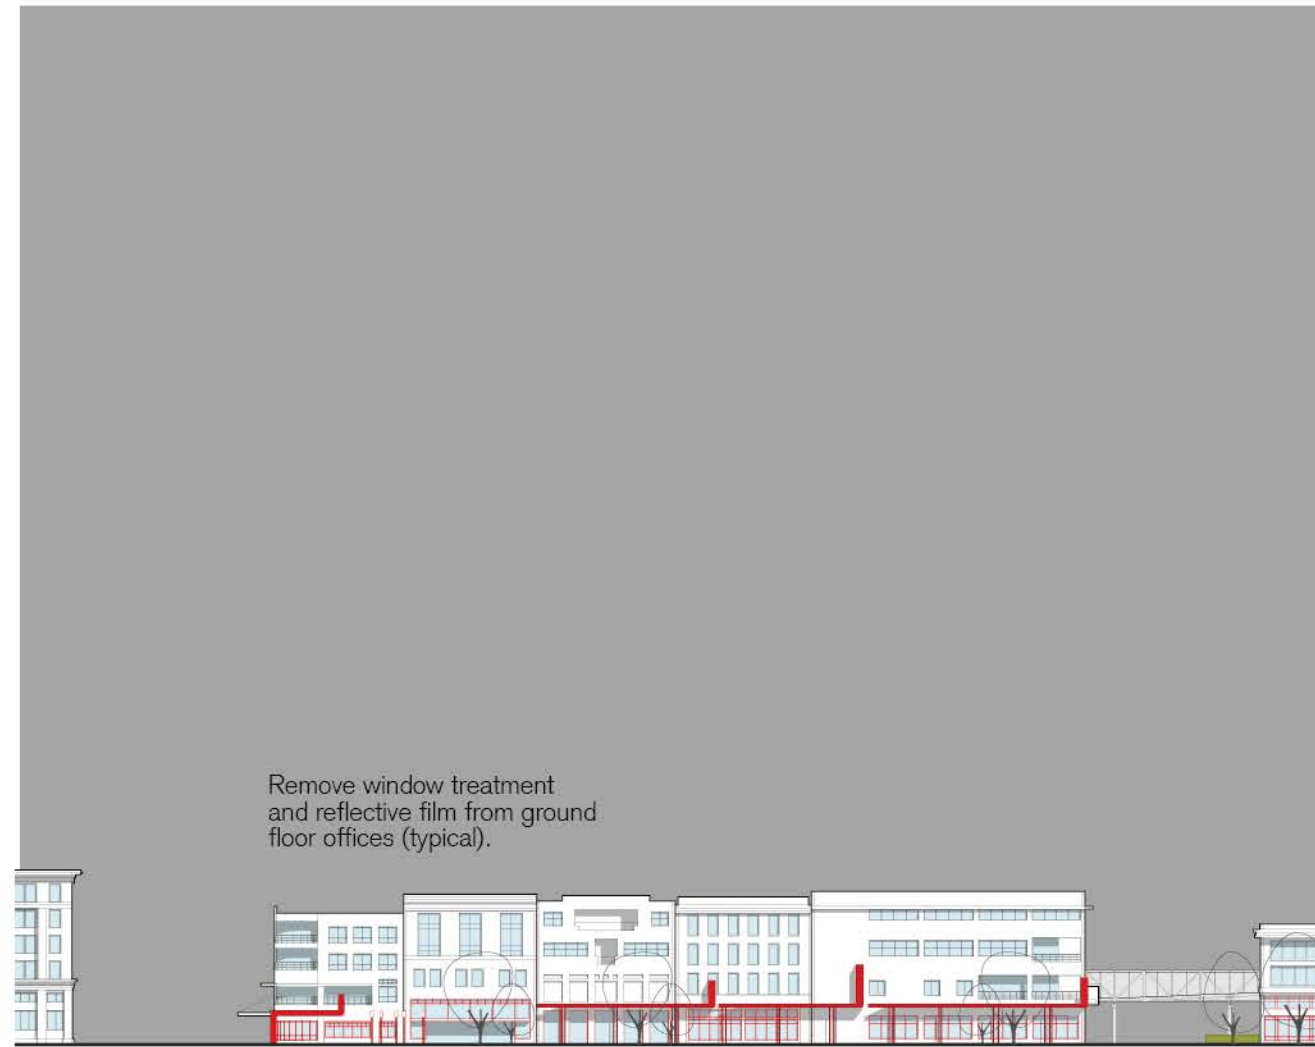 Remove window treatment
and reflective film from ground
floor offices (typical).